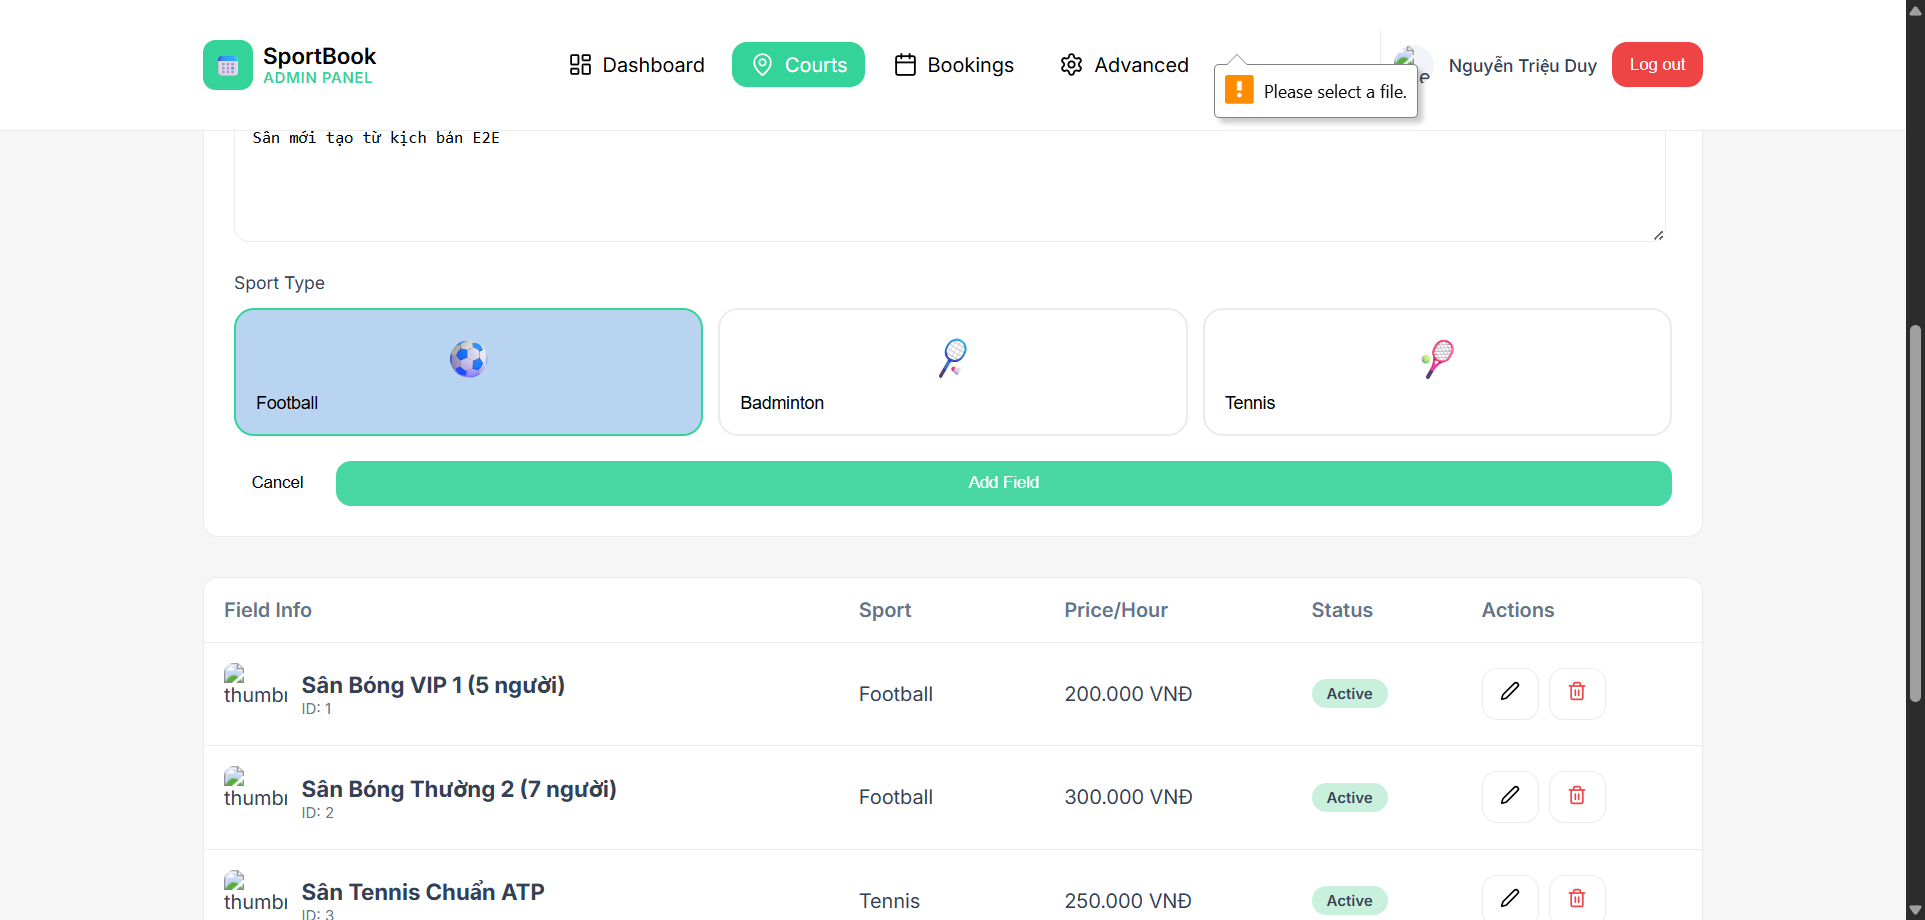 SportBook
ADMIN PANEL
Dashboard
Courts
Bookings
Advanced
Please select a file.
e
Nguyễn Triệu Duy
Log out
Sân mới tạo từ kịch bản E2E
Sport Type
Football
Badminton
Tennis
Cancel
Add Field
Field Info
Sport
Price/Hour
Status
Actions
thumbn
Sân Bóng VIP 1 (5 người)
ID: 1
Football
200.000 VNĐ
Active
thumbn
Sân Bóng Thường 2 (7 người)
ID: 2
Football
300.000 VNĐ
Active
thumbn
Sân Tennis Chuẩn ATP
ID: 3
Tennis
250.000 VNĐ
Active